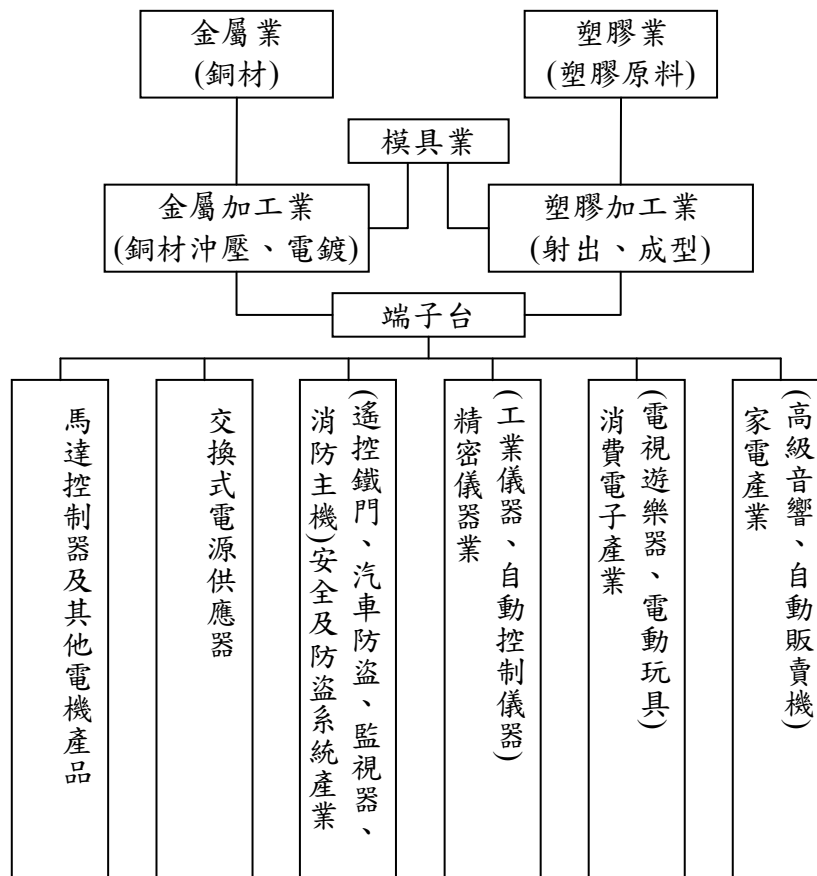 金屬業
(銅材)
塑膠業
(塑膠原料)
模具業
金屬加工業
(銅材沖壓、電鍍)
塑膠加工業
(射出、成型)
端子台
馬達控制器及其他電機產品
交換式電源供應器
(遙控鐵門、汽車防盜、監視器、
消防主機)安全及防盜系統產業
(工業儀器、自動控制儀器)
精密儀器業
(電視遊樂器、電動玩具)
消費電子產業
(高級音響、自動販賣機)
家電產業